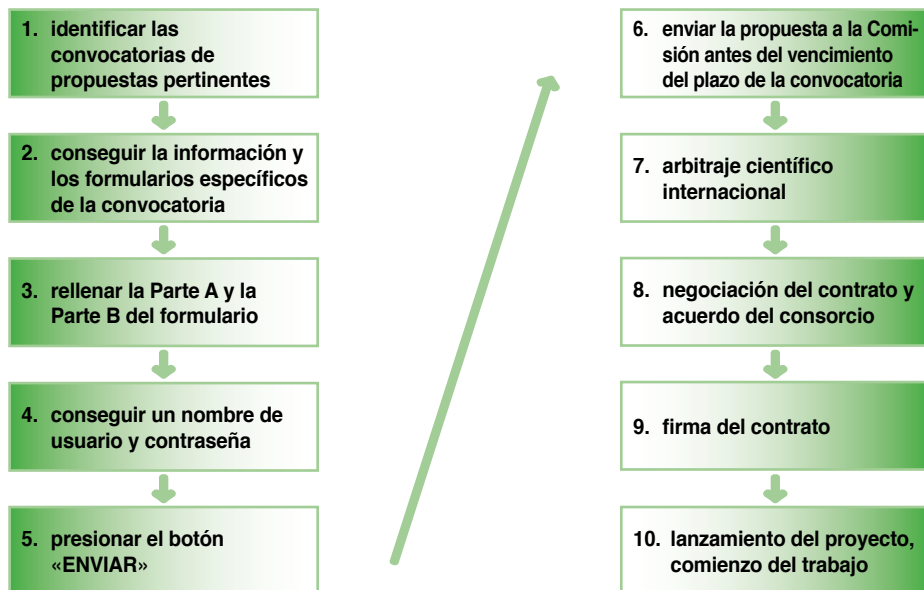 1. identificar las
convocatorias de
propuestas pertinentes
2. conseguir la información y
los formularios específicos
de la convocatoria
3. rellenar la Parte A y la
Parte B del formulario
4. conseguir un nombre de
usuario y contraseña
5. presionar el botón
«ENVIAR»
6. enviar la propuesta a la Comi-
sión antes del vencimiento
del plazo de la convocatoria
7. arbitraje científico
internacional
8. negociación del contrato y
acuerdo del consorcio
9. firma del contrato
10. lanzamiento del proyecto,
comienzo del trabajo